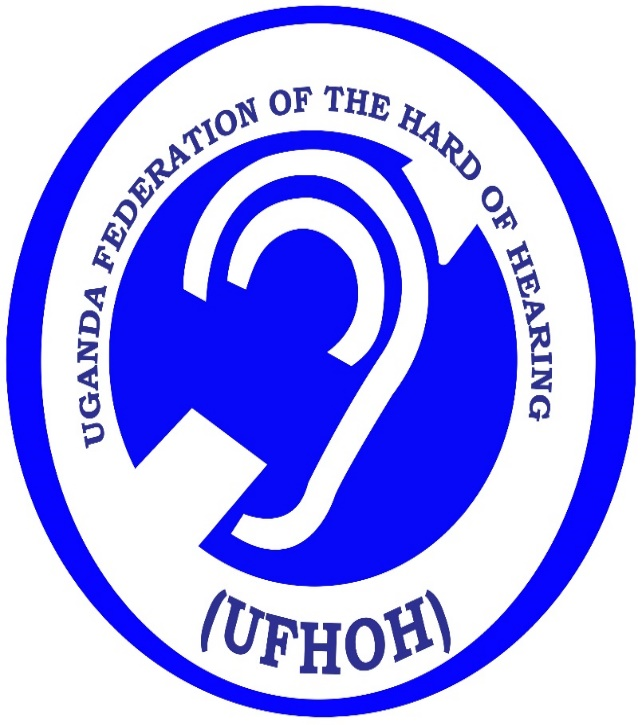 UGANDA FEDERATION OF THE HARD OF HEARING
(UFHOH)